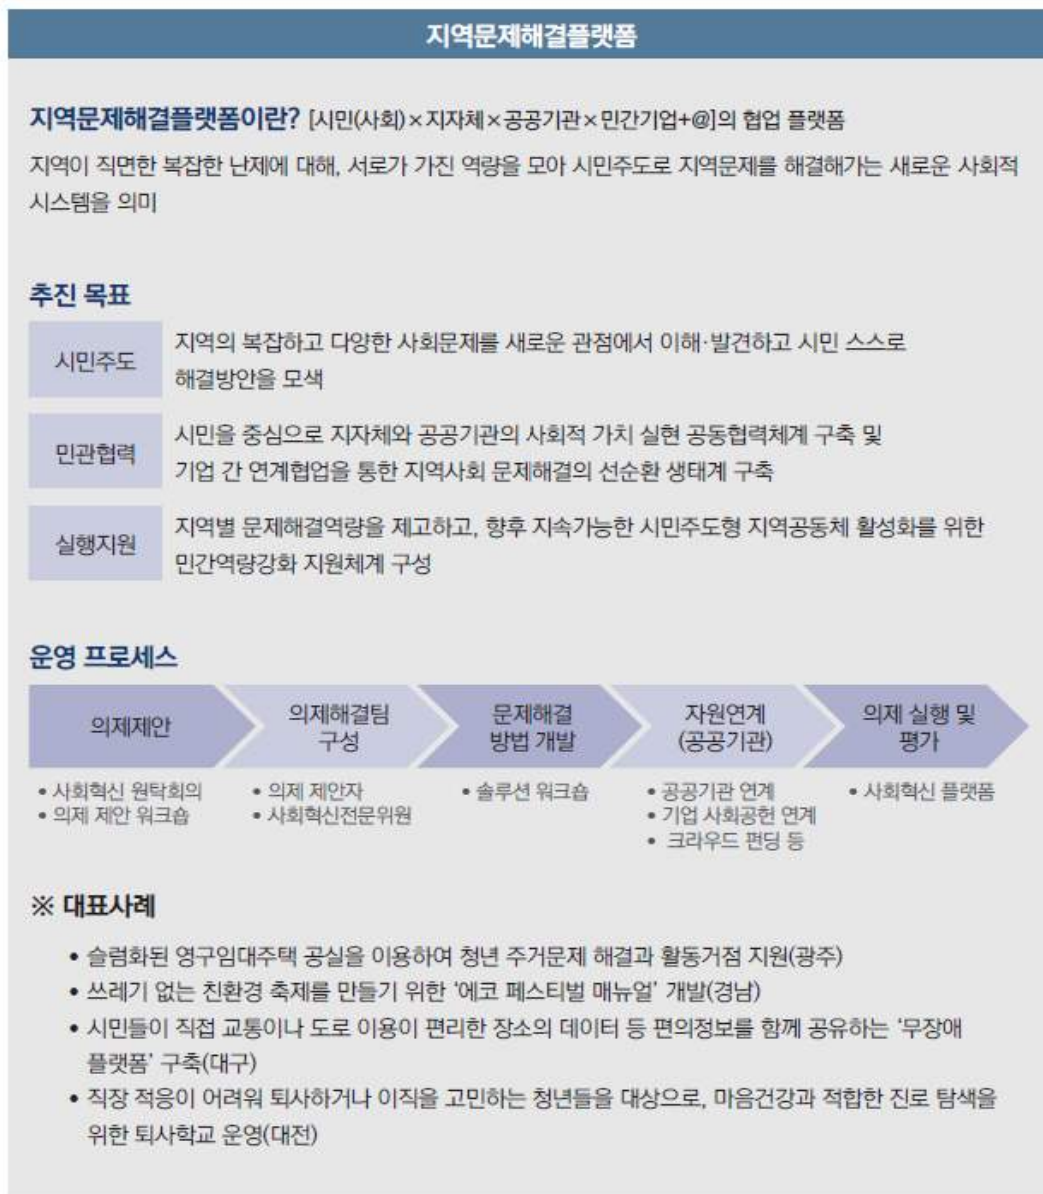 지역문제해결플랫폼
지역문제해결플랫폼이란? [시민(사회)×지자체×공공기관×민간기업+@]의 협업 플랫폼
지역이 직면한 복잡한 난제에 대해, 서로가 가진 역량을 모아 시민주도로 지역문제를 해결해가는 새로운 사회적
시스템을 의미
추진 목표
시민주도
지역의 복잡하고 다양한 사회문제를 새로운 관점에서 이해·발견하고 시민 스스로
해결방안을 모색
민관협력
시민을 중심으로 지자체와 공공기관의 사회적 가치 실현 공동협력체계 구축 및
기업 간 연계협업을 통한 지역사회 문제해결의 선순환 생태계 구축
실행지원
지역별 문제해결역량을 제고하고, 향후 지속가능한 시민주도형 지역공동체 활성화를 위한
민간역량강화 지원체계 구성
운영 프로세스
의제제안
• 사회혁신 원탁회의
• 의제 제안 워크숍
의제해결팀
구성
• 의제 제안자
• 사회혁신전문위원
문제해결
방법 개발
• 솔루션 워크숍
자원연계
(공공기관)
• 공공기관 연계
• 기업 사회공헌 연계
• 크라우드 펀딩 등
의제 실행 및
평가
• 사회혁신 플랫폼
※ 대표사례
• 슬럼화된 영구임대주택 공실을 이용하여 청년 주거문제 해결과 활동거점 지원(광주)
• 쓰레기 없는 친환경 축제를 만들기 위한 ‘에코 페스티벌 매뉴얼’ 개발(경남)
• 시민들이 직접 교통이나 도로 이용이 편리한 장소의 데이터 등 편의정보를 함께 공유하는 ‘무장애
플랫폼’ 구축(대구)
• 직장 적응이 어려워 퇴사하거나 이직을 고민하는 청년들을 대상으로, 마음건강과 적합한 진로 탐색을
위한 퇴사학교 운영(대전)